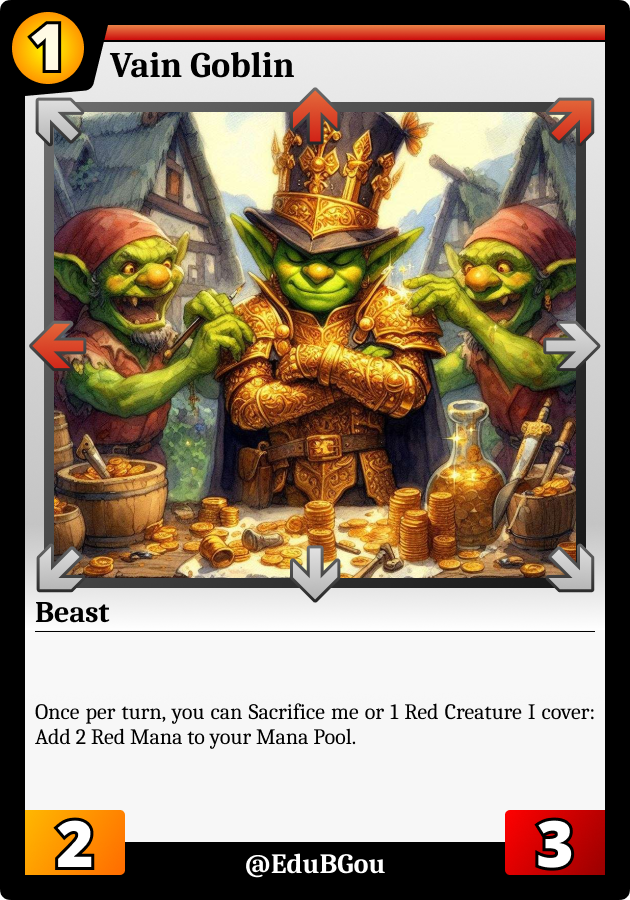 1
Vain Goblin
Beast
Once per turn, you can Sacrifice me or 1 Red Creature I cover:
Add 2 Red Mana to your Mana Pool.
2
@EduBGou
3